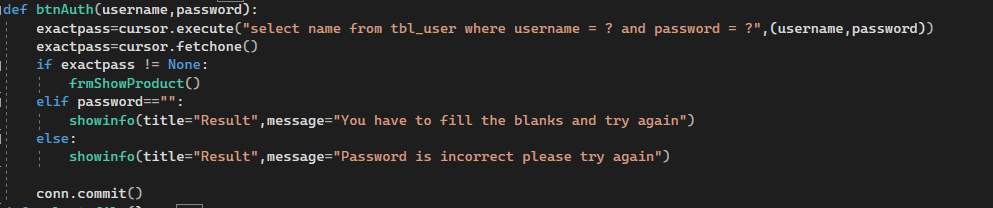 def btnAuth(username,password):
    exactpass=cursor.execute("select name from tbl_user where username = ? and password = ?",(username,password))
    exactpass=cursor.fetchone()
    if exactpass != None:
        frmShowProduct()
    elif password=="":
        showinfo(title="Result",message="You have to fill the blanks and try again")
    else:
        showinfo(title="Result",message="Password is incorrect please try again")
    conn.commit()